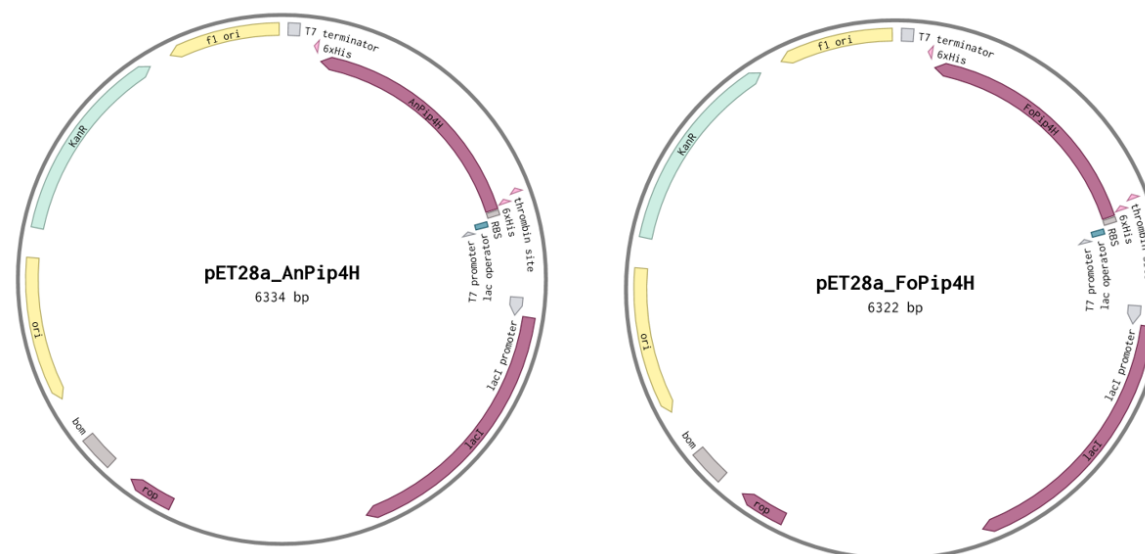 f1 ori
T7 terminator
6xHis
AnPip4H
KanR
thrombin site
6xHis
RBS
lac operator
T7 promoter
pET28a_AnPip4H
6334 bp
ori
lacI promoter
lacI
bom
rop
f1 ori
T7 terminator
6xHis
FoPip4H
KanR
thrombin
6xHis
RBS
lac operator
T7 promoter
pET28a_FoPip4H
6322 bp
ori
lacI promoter
lacI
bom
rop